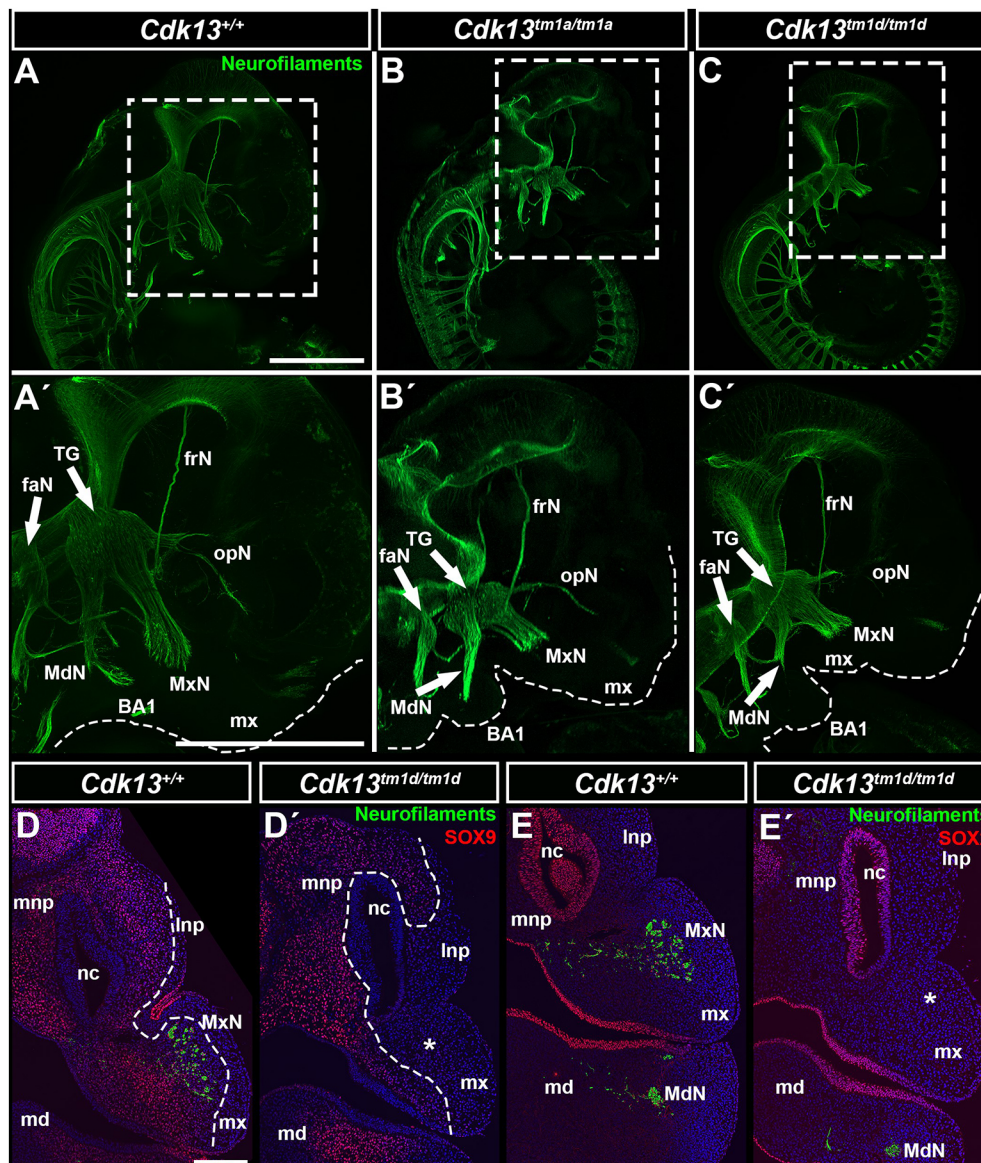 Cdk13+/+
Cdk13tm1a/tm1a
Cdk13tm1d/tm1d
A
Neurofilaments
B
C
A´
TG
faN
frN
opN
MdN
MxN
BA1
mx
B´
TG
faN
frN
opN
MxN
MdN
BA1
C´
TG
faN
frN
opN
MxN
mx
MdN
BA1
Cdk13+/+
Cdk13tm1d/tm1d
Cdk13+/+
Cdk13tm1d/tm1d
D
mnp
lnp
nc
MxN
md
mx
D´
Neurofilaments
SOX9
mnp
nc
lnp
*
mx
md
E
nc
lnp
mnp
MxN
mx
md
MdN
E´
Neurofilaments
SOX
lnp
nc
mnp
*
mx
md
MdN